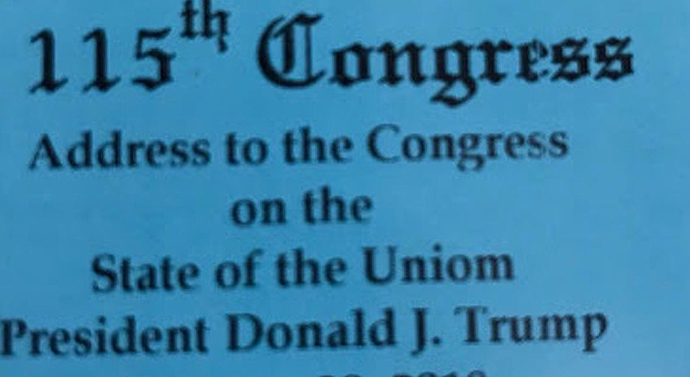 115th Congress
Address to the Congress
on the
State of the Uniom
President Donald J. Trump